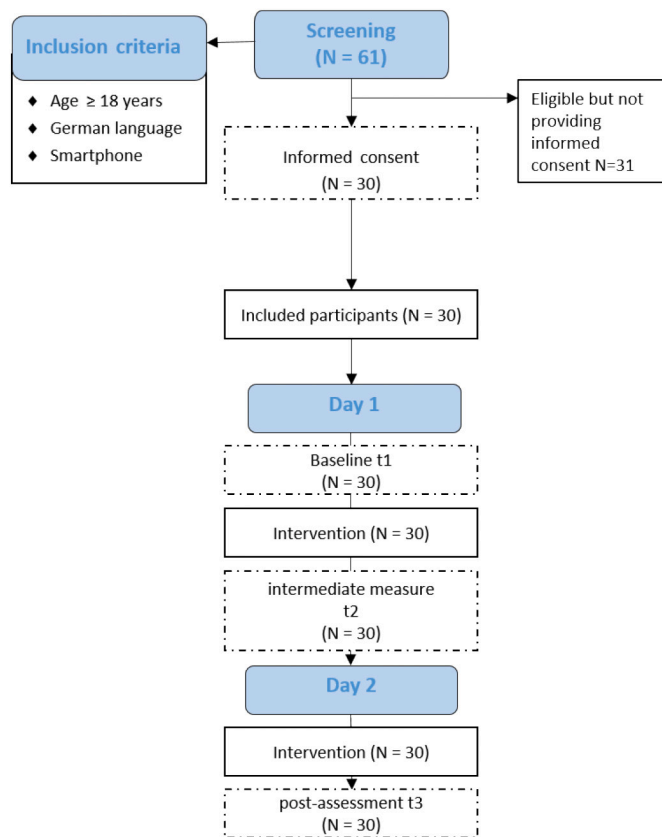 Inclusion criteria
♦ Age ≥ 18 years
♦ German language
♦ Smartphone
Screening
(N = 61)
Eligible but not
providing
informed
consent N=31
Informed consent
(N = 30)
Included participants (N = 30)
Day 1
Baseline t1
(N = 30)
Intervention (N = 30)
intermediate measure
t2
(N = 30)
Day 2
Intervention (N = 30)
post-assessment t3
(N = 30)